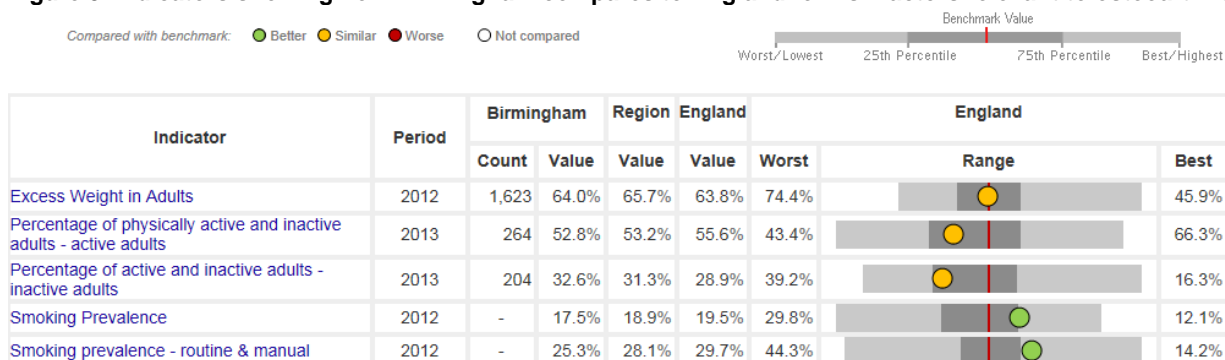 Compared with benchmark: Better Similar Worse Not compared
Benchmark Value
Worst/Lowest 25th Percentile 75th Percentile Best/Highest
Indicator Period Birmingham Region England England
Count Value Value Value Worst Range Best
Excess Weight in Adults 2012 1,623 64.0% 65.7% 63.8% 74.4% 45.9%
Percentage of physically active and inactive
adults - active adults 2013 264 52.8% 53.2% 55.6% 43.4% 66.3%
Percentage of active and inactive adults -
inactive adults 2013 204 32.6% 31.3% 28.9% 39.2% 16.3%
Smoking Prevalence 2012 - 17.5% 18.9% 19.5% 29.8% 12.1%
Smoking prevalence - routine & manual 2012 - 25.3% 28.1% 29.7% 44.3% 14.2%